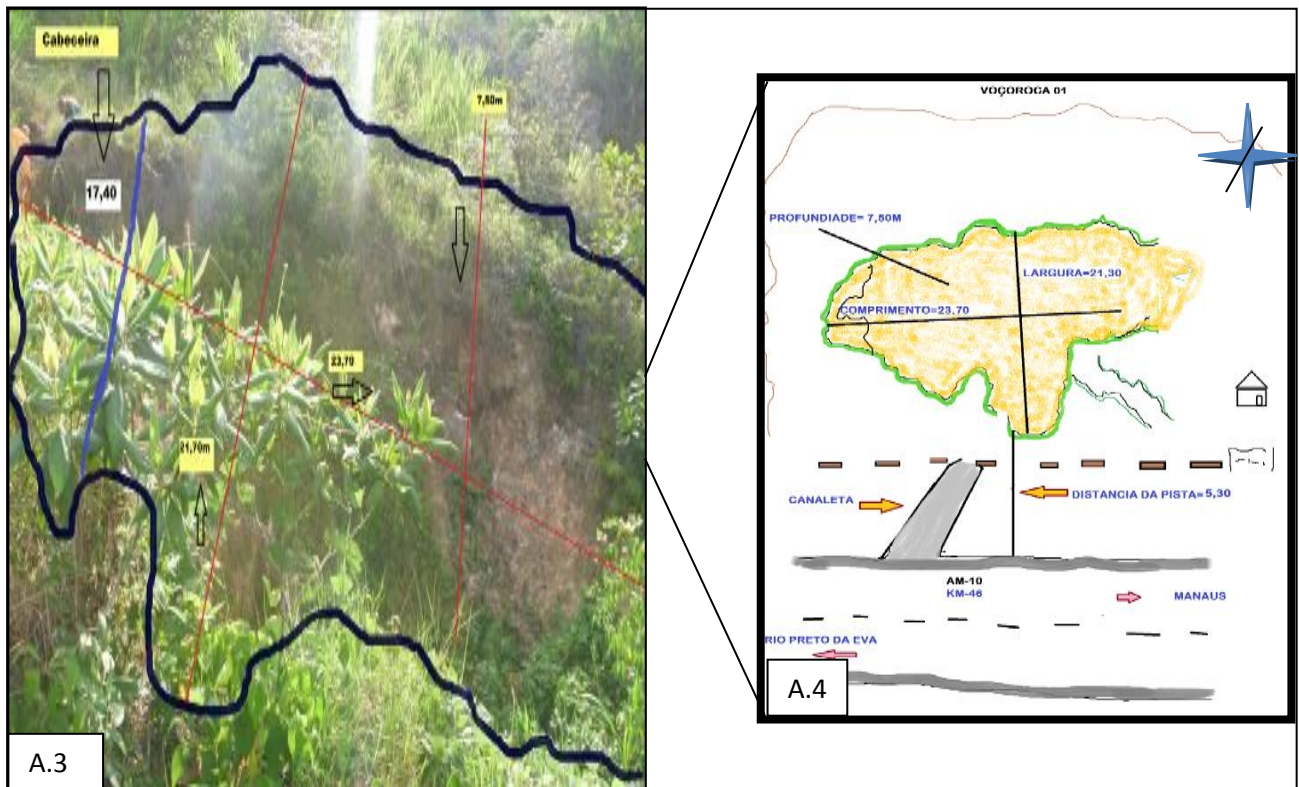 Cabeceira
17,40
7,80m
23,70
21,70m
A.3
VOÇOROCA 01
PROFUNDIADE= 7,80M
LARGURA=21,30
COMPRIMENTO=23.70
CANALETA
DISTANCIA DA PISTA=5,30
AM-10
KM-46
MANAUS
RIO PRETO DA EVA
A.4